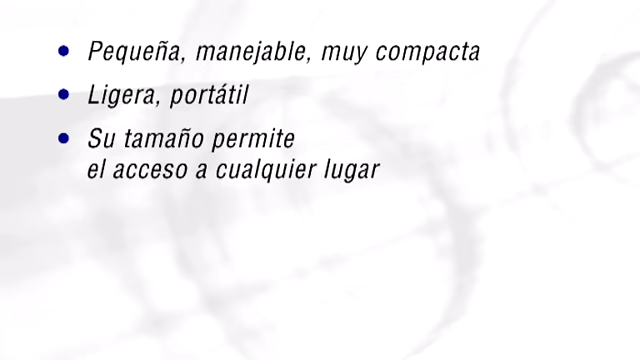 • Pequeña, manejable, muy compacta
• Ligera, portátil
• Su tamaño permite
el acceso a cualquier lugar